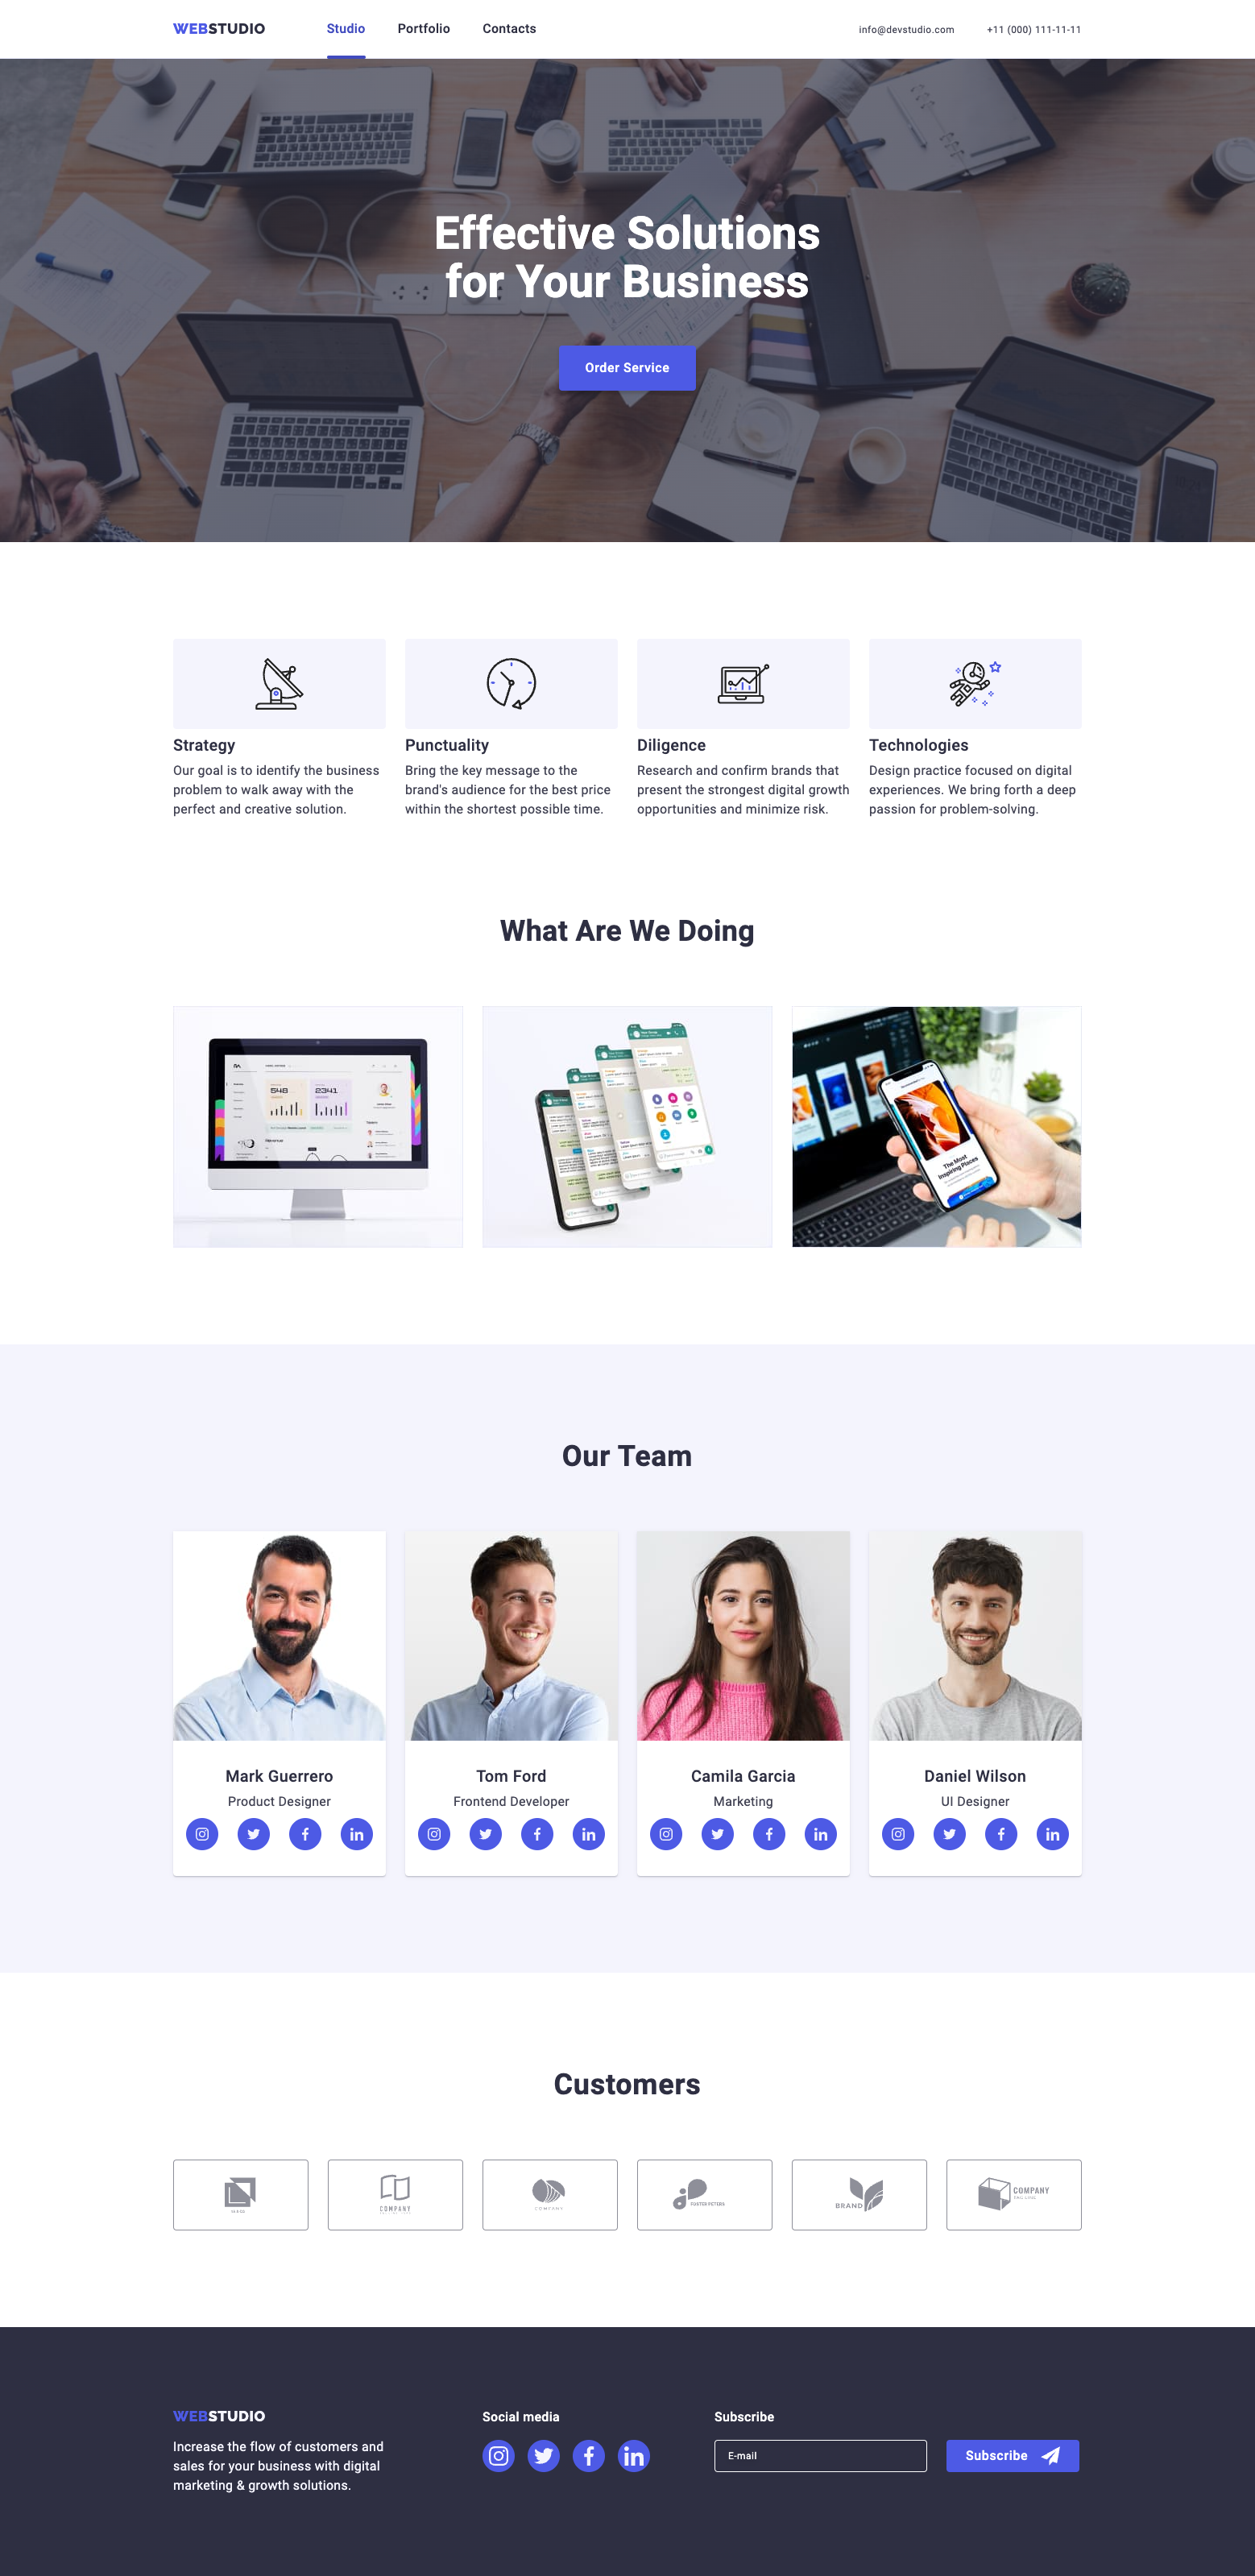 WEBSTUDIO
Studio Portfolio Contacts
info@devstudio.com +11 (000) 111-11-11
Effective Solutions
for Your Business
Order Service
Strategy
Our goal is to identify the business
problem to walk away with the
perfect and creative solution.
Punctuality
Bring the key message to the
brand's audience for the best price
within the shortest possible time.
Diligence
Research and confirm brands that
present the strongest digital growth
opportunities and minimize risk.
Technologies
Design practice focused on digital
experiences. We bring forth a deep
passion for problem-solving.
What Are We Doing
548
2341
The Most
Inspiring Places
Our Team
Mark Guerrero
Product Designer
Tom Ford
Frontend Developer
Camila Garcia
Marketing
Daniel Wilson
UI Designer
Customers
COMPANY
COMPANY
BRAND
COMPANY
WEBSTUDIO
Increase the flow of customers and
sales for your business with digital
marketing & growth solutions.
Social media
Subscribe
E-mail
Subscribe